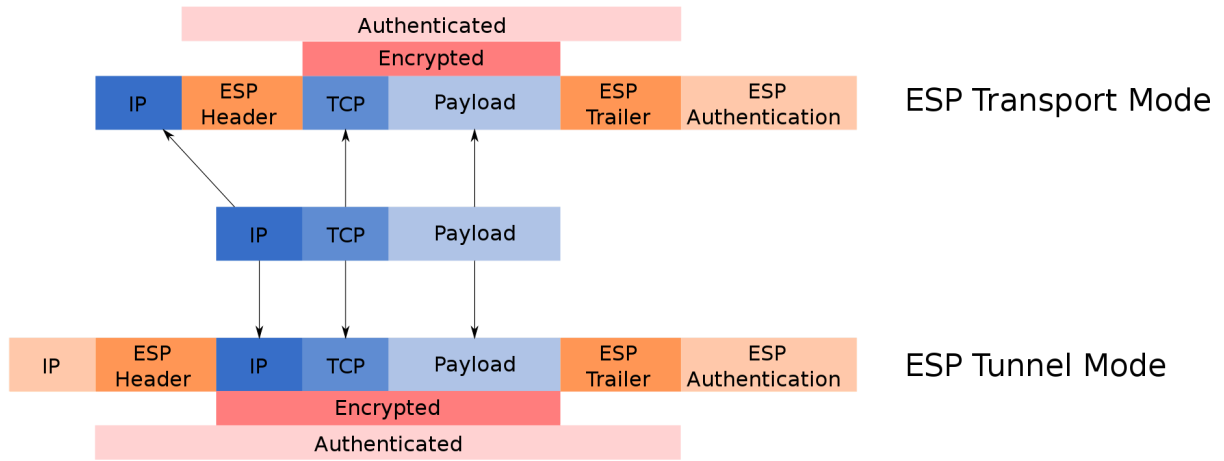 Authenticated
Encrypted
IP
ESP
Header
TCP
Payload
ESP
Trailer
ESP
Authentication
ESP Transport Mode
IP
TCP
Payload
IP
ESP
Header
IP
TCP
Payload
ESP
Trailer
ESP
Authentication
ESP Tunnel Mode
Encrypted
Authenticated